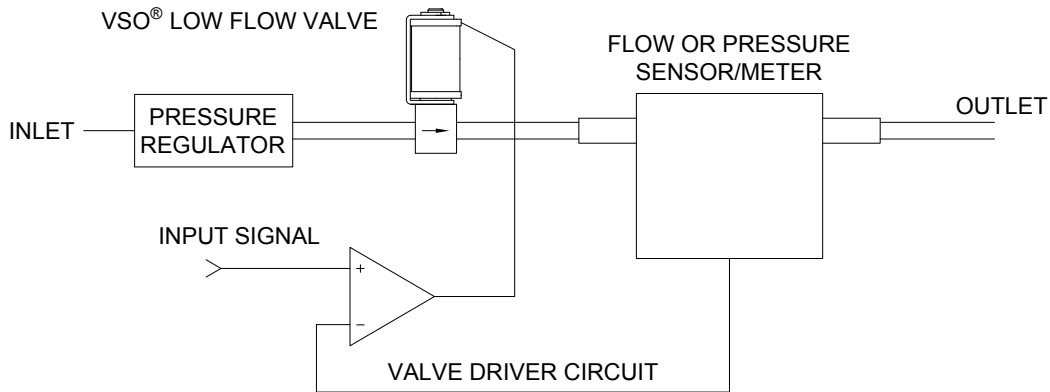 VSO® LOW FLOW VALVE
FLOW OR PRESSURE
SENSOR/METER
INLET
PRESSURE
REGULATOR
OUTLET
INPUT SIGNAL
+
−
VALVE DRIVER CIRCUIT